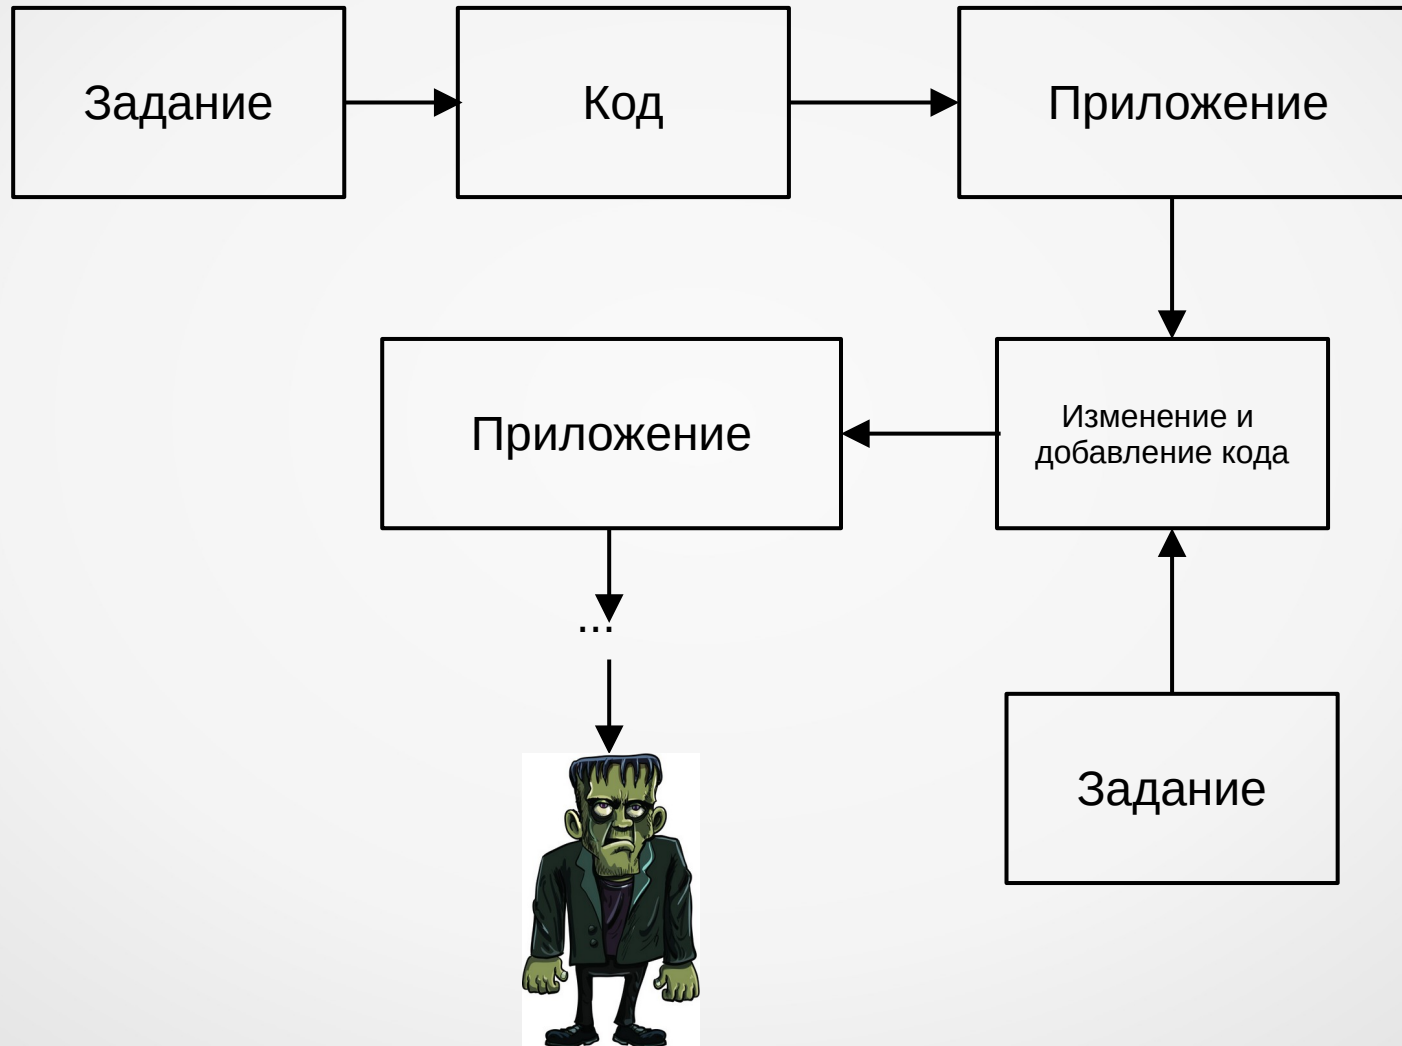 Задание
Код
Приложение
Приложение
Изменение и
добавление кода
...
Задание